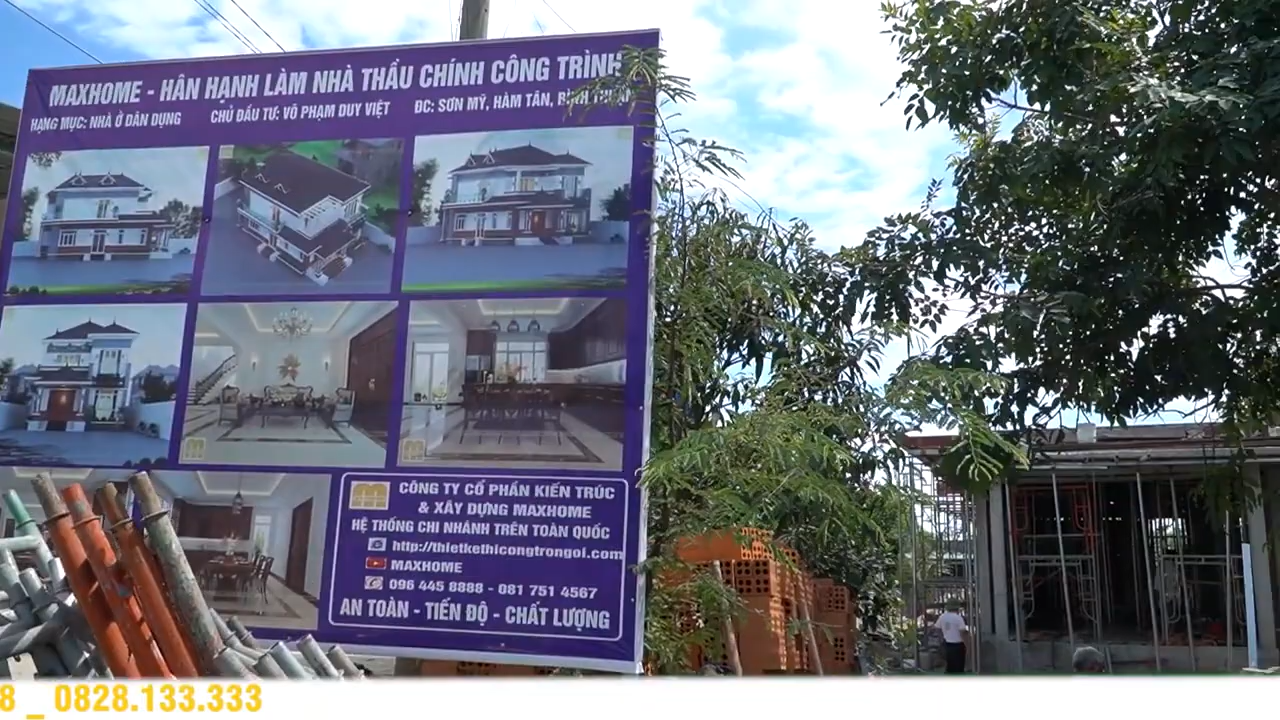 MAXHOME - HÂN HẠNH LÀM NHÀ THẦU CHÍNH CÔNG TRÌNH
HẠNG MỤC: NHÀ Ở DÂN DỤNG CHỦ ĐẦU TƯ: VÕ PHẠM DUY VIỆT ĐC: SƠN MỸ, HÀM TÂN, BÌNH THUẬN
CÔNG TY CỔ PHẦN KIẾN TRÚC
& XÂY DỰNG MAXHOME
HỆ THỐNG CHI NHÁNH TRÊN TOÀN QUỐC
http://thietkethicongtrongoi.com
MAXHOME
096 445 8888 - 081 751 4567
AN TOÀN - TIẾN ĐỘ - CHẤT LƯỢNG
8 _ 0828.133.333